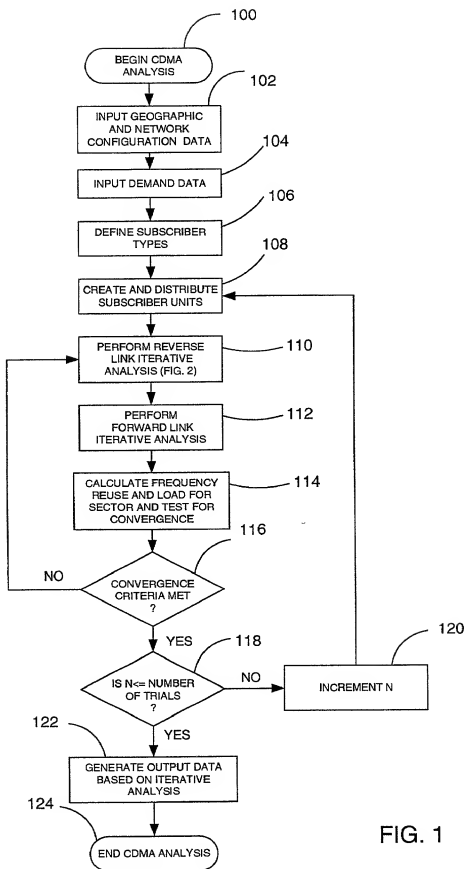 100
BEGIN CDMA
ANALYSIS
102
INPUT GEOGRAPHIC
AND NETWORK
CONFIGURATION DATA
104
INPUT DEMAND DATA
106
DEFINE SUBSCRIBER
TYPES
108
CREATE AND DISTRIBUTE
SUBSCRIBER UNITS
110
PERFORM REVERSE
LINK ITERATIVE
ANALYSIS (FIG. 2)
112
PERFORM
FORWARD LINK
ITERATIVE ANALYSIS
114
CALCULATE FREQUENCY
REUSE AND LOAD FOR
SECTOR AND TEST FOR
CONVERGENCE
116
NO
CONVERGENCE
CRITERIA MET
?
YES
118
IS N<= NUMBER
OF TRIALS
?
NO
120
INCREMENT N
YES
122
GENERATE OUTPUT DATA
BASED ON ITERATIVE
ANALYSIS
124
END CDMA ANALYSIS
FIG. 1